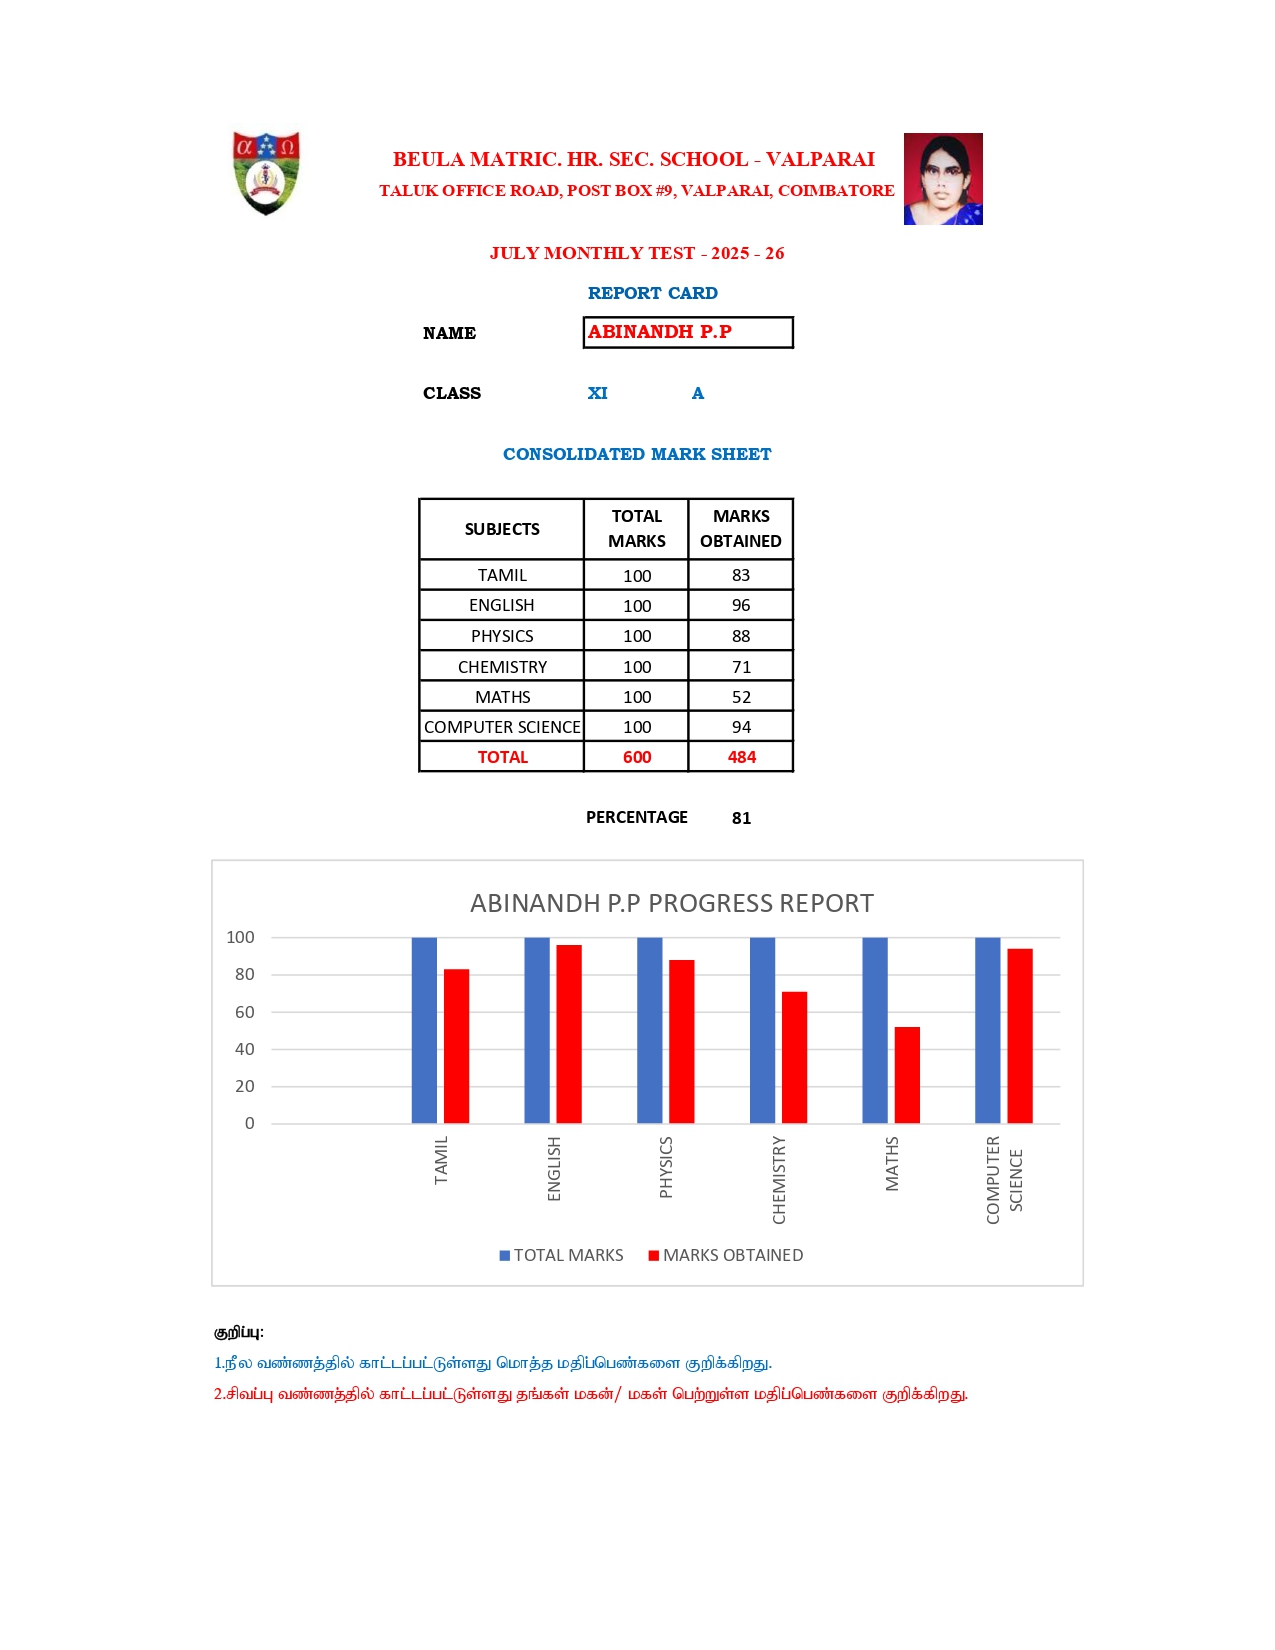 α Ω
BEULA MATRIC. HR. SEC. SCHOOL - VALPARAI
TALUK OFFICE ROAD, POST BOX #9, VALPARAI, COIMBATORE
JULY MONTHLY TEST - 2025 - 26
REPORT CARD
NAME ABINANDH P.P
CLASS XI A
CONSOLIDATED MARK SHEET
SUBJECTS TOTAL MARKS MARKS OBTAINED
TAMIL 100 83
ENGLISH 100 96
PHYSICS 100 88
CHEMISTRY 100 71
MATHS 100 52
COMPUTER SCIENCE 100 94
TOTAL 600 484
PERCENTAGE 81
ABINANDH P.P PROGRESS REPORT
100
80
60
40
20
0
TAMIL
ENGLISH
PHYSICS
CHEMISTRY
MATHS
COMPUTER SCIENCE
TOTAL MARKS MARKS OBTAINED
குறிப்பு:
1.நீல வண்ணத்தில் காட்டப்பட்டுள்ளது மொத்த மதிப்பெண்களை குறிக்கிறது.
2.சிவப்பு வண்ணத்தில் காட்டப்பட்டுள்ளது தங்கள் மகன்/ மகள் பெற்றுள்ள மதிப்பெண்களை குறிக்கிறது.